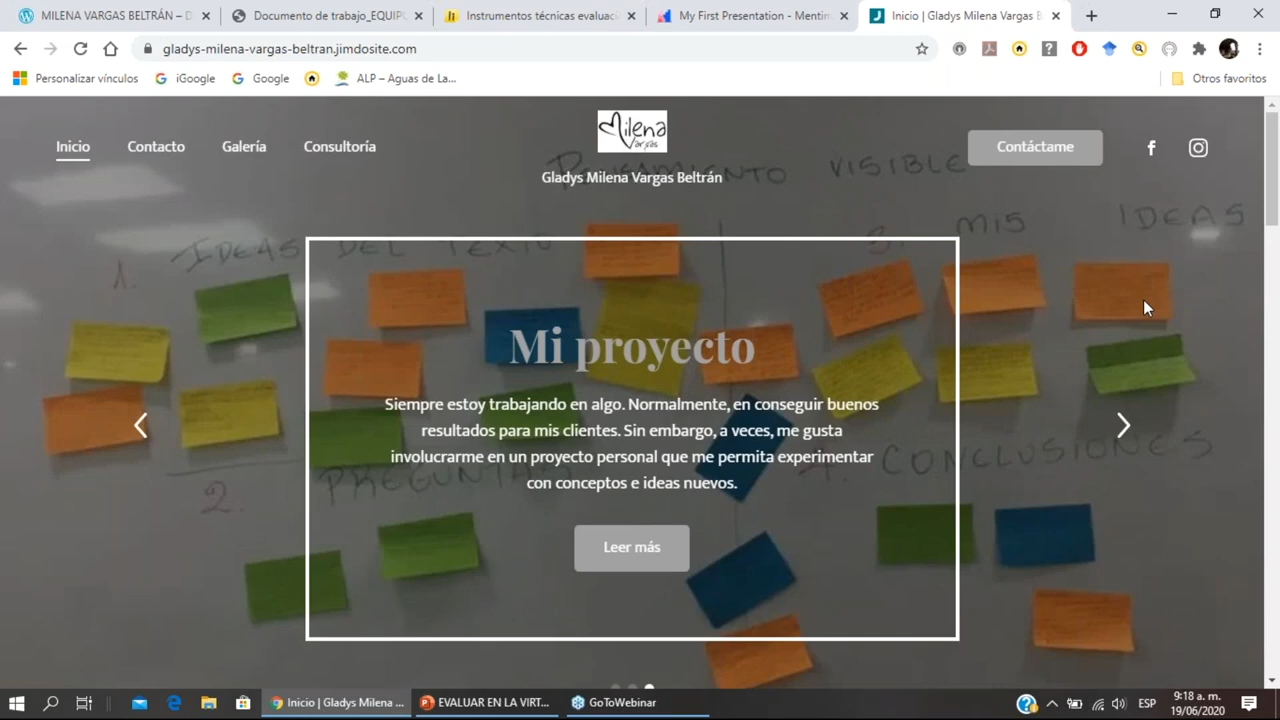 MILENA VARGAS BELTRÁN – D
Documento de trabajo_EQUIPO
Instrumentos técnicas evaluaci
My First Presentation - Mentim
Inicio | Gladys Milena Vargas B
gladys-milena-vargas-beltran.jimdosite.com
Personalizar vínculos
iGoogle
Google
ALP – Aguas de La...
Otros favoritos
Inicio
Contacto
Galería
Consultoría
Milena
Vargas
Gladys Milena Vargas Beltrán
Contáctame
PENSAMIENTO VISIBLE
1. IDEAS DEL TEXTO
3. MIS IDEAS
Mi proyecto
Siempre estoy trabajando en algo. Normalmente, en conseguir buenos
resultados para mis clientes. Sin embargo, a veces, me gusta
involucrarme en un proyecto personal que me permita experimentar
con conceptos e ideas nuevos.
2. PREGUNTAS
4. CONCLUSIONES
Leer más
Inicio | Gladys Milena ...
EVALUAR EN LA VIRT...
GoToWebinar
ESP
9:18 a. m.
19/06/2020